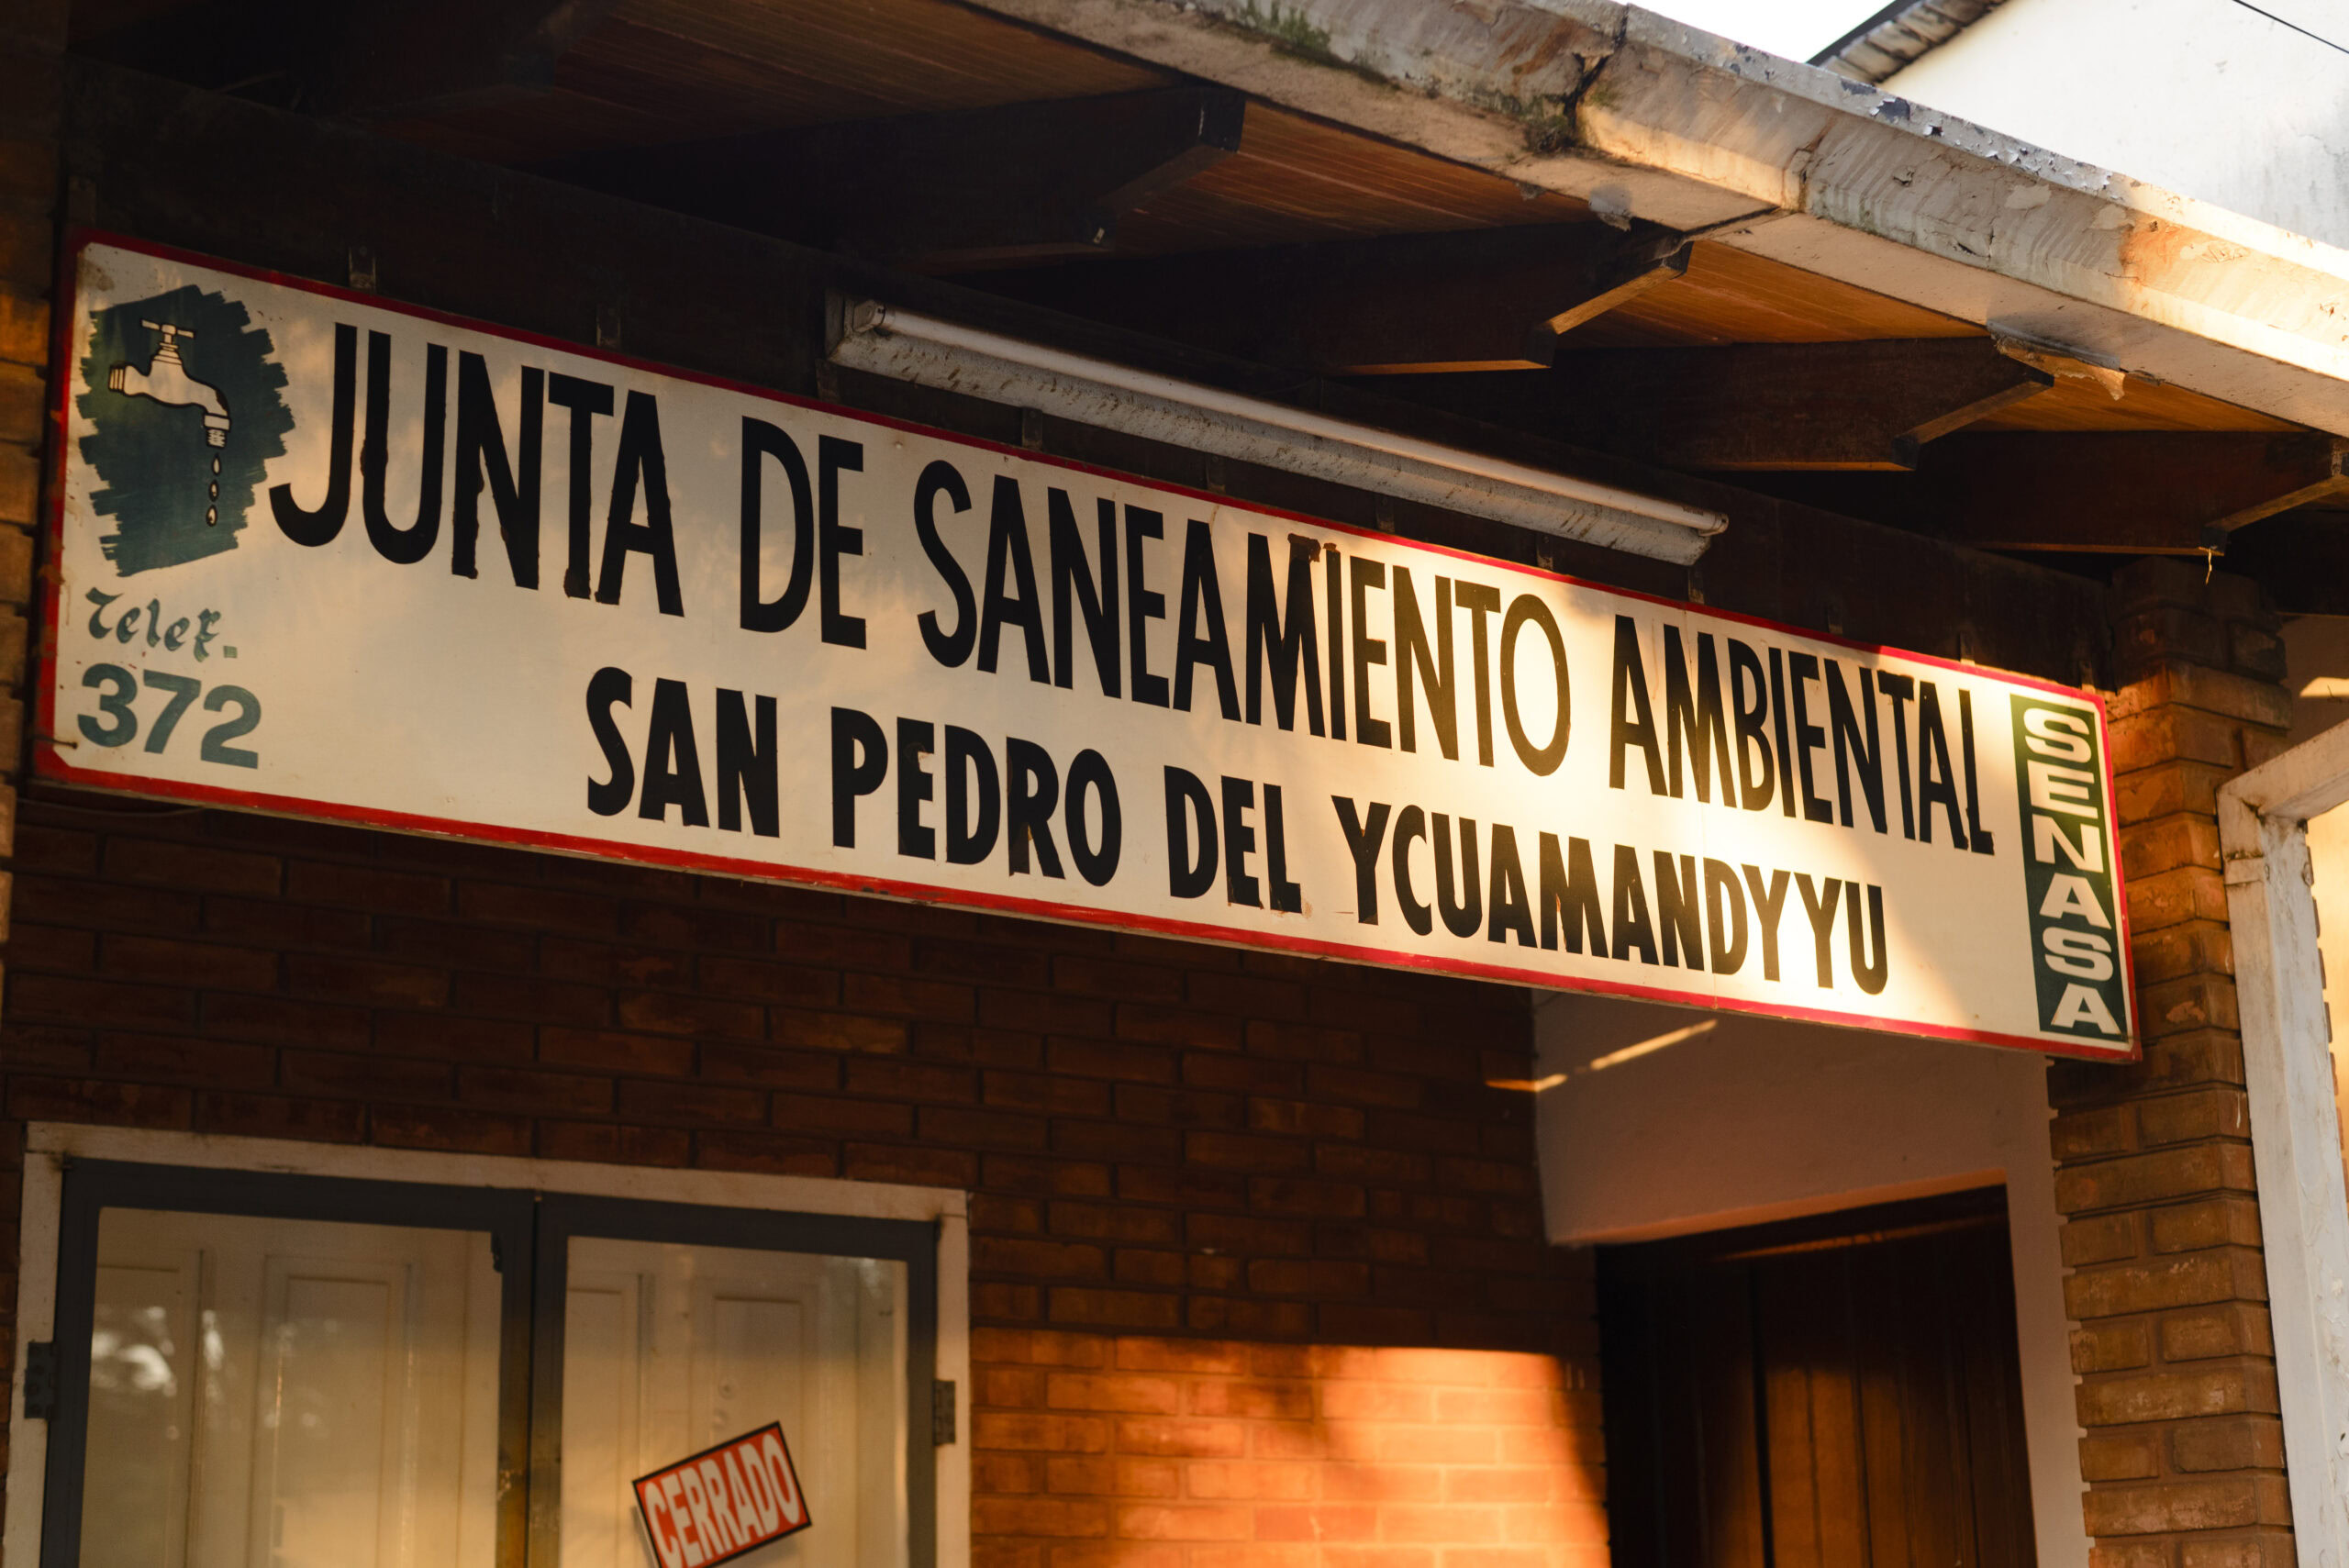 JUNTA DE SANEAMIENTO AMBIENTAL
SAN PEDRO DEL YCUAMANDYYU
Telef.
372
SENASA
CERRADO